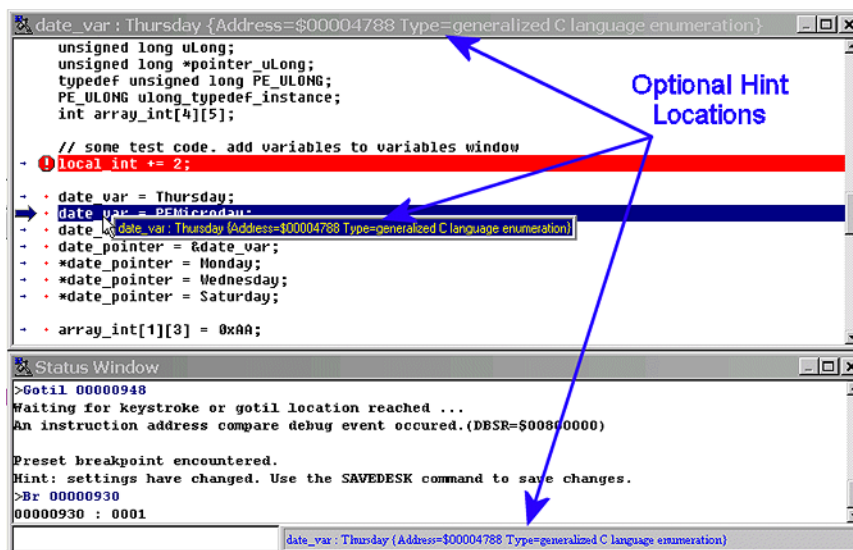 date_var : Thursday {Address=$00004788 Type=generalized C language enumeration}
unsigned long uLong;
unsigned long *pointer_uLong;
typedef unsigned long PE_ULONG;
PE_ULONG ulong_typedef_instance;
int array_int[4][5];
Optional Hint
Locations
// some test code. add variables to variables window
local_int += 2;
date_var = Thursday;
date_var = PEMicroday;
date_
date_var : Thursday {Address=$00004788 Type=generalized C language enumeration}
date_pointer = &date_var;
*date_pointer = Monday;
*date_pointer = Wednesday;
*date_pointer = Saturday;
array_int[1][3] = 0xAA;
Status Window
>Gotil 00000948
Waiting for keystroke or gotil location reached ...
An instruction address compare debug event occured.(DBSR=$00800000)
Preset breakpoint encountered.
Hint: settings have changed. Use the SAVEDESK command to save changes.
>Br 00000930
00000930 : 0001
date_var : Thursday {Address=$00004788 Type=generalized C language enumeration}